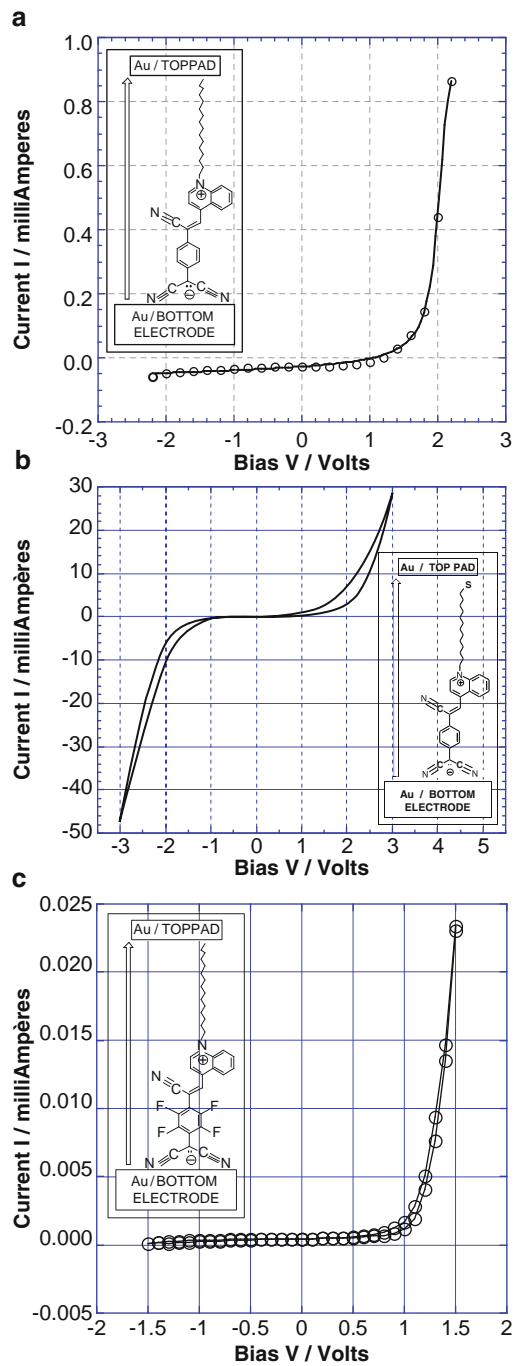 a
1.0
0.8
0.6
0.4
0.2
0.0
-0.2
-3 -2 -1 0 1 2 3
Current I / milliAmperes
Bias V / Volts
Au/TOPPAD
N
+
N C
C C
N ⊖ N
Au/BOTTOM
ELECTRODE
b
30
20
10
0
-10
-20
-30
-40
-50
-3 -2 -1 0 1 2 3 4 5
Current I / milliAmpères
Bias V / Volts
Au / TOP PAD
S
N
+
N C
C C
N ⊖ N
Au / BOTTOM
ELECTRODE
c
0.025
0.020
0.015
0.010
0.005
0.000
-0.005
-2 -1.5 -1 -0.5 0 0.5 1.0 1.5 2
Current I / milliAmpères
Bias V / Volts
Au/TOPPAD
N
+
N C
F F
F F
C C
N ⊖ N
Au/BOTTOM
ELECTRODE